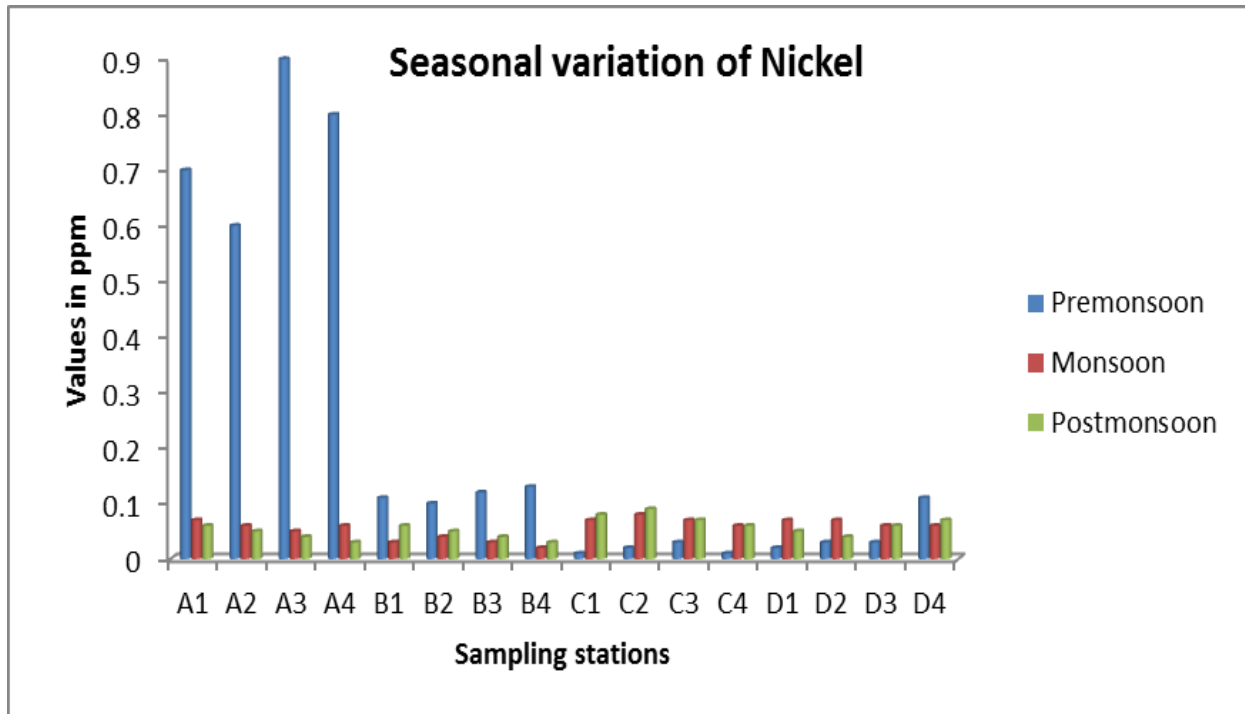 Seasonal variation of Nickel
0.9
0.8
0.7
0.6
0.5
0.4
0.3
0.2
0.1
0
Values in ppm
A1 A2 A3 A4 B1 B2 B3 B4 C1 C2 C3 C4 D1 D2 D3 D4
Sampling stations
Premonsoon
Monsoon
Postmonsoon